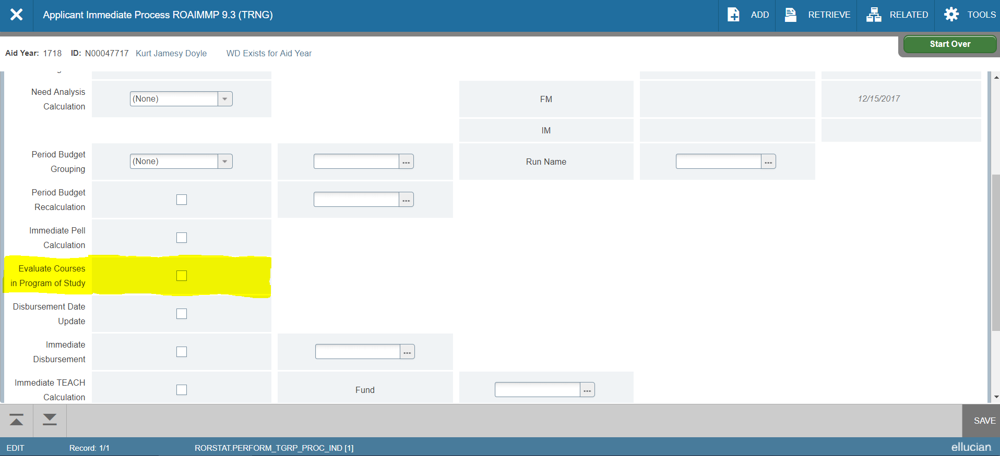 Applicant Immediate Process ROAIMMP 9.3 (TRNG)
ADD
RETRIEVE
RELATED
TOOLS
Start Over
Aid Year: 1718 ID: N00047717 Kurt Jamesy Doyle WD Exists for Aid Year
Need Analysis
Calculation
(None)
FM
12/15/2017
IM
Period Budget
Grouping
(None)
...
Run Name
...
Period Budget
Recalculation
...
Immediate Pell
Calculation
Evaluate Courses
in Program of Study
Disbursement Date
Update
Immediate
Disbursement
...
Immediate TEACH
Calculation
Fund
...
SAVE
EDIT
Record: 1/1
RORSTAT.PERFORM_TGRP_PROC_IND [1]
ellucian